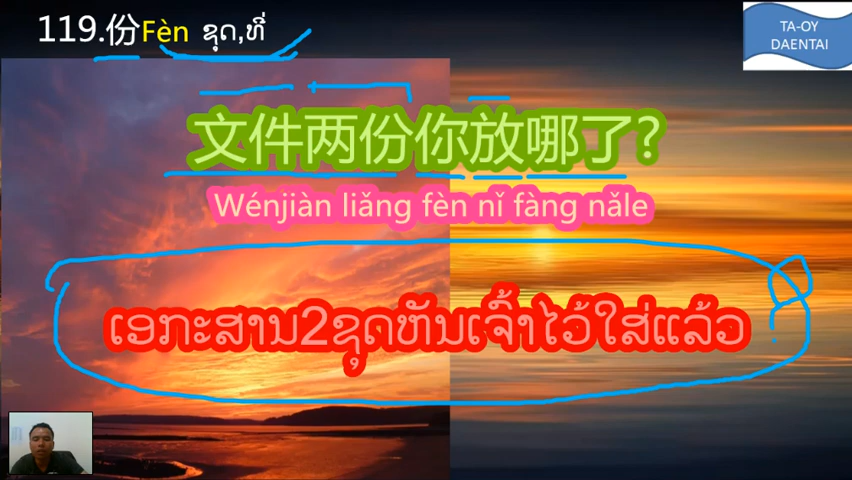 119.份Fèn ຊຸດ,ທີ່
TA-OY
DAENTAI
文件两份你放哪了?
Wénjiàn liǎng fèn nǐ fàng nǎle
ເອກະສານ2ຊຸດຫັນເຈົ້າໄວ້ໃສ່ແລ້ວ